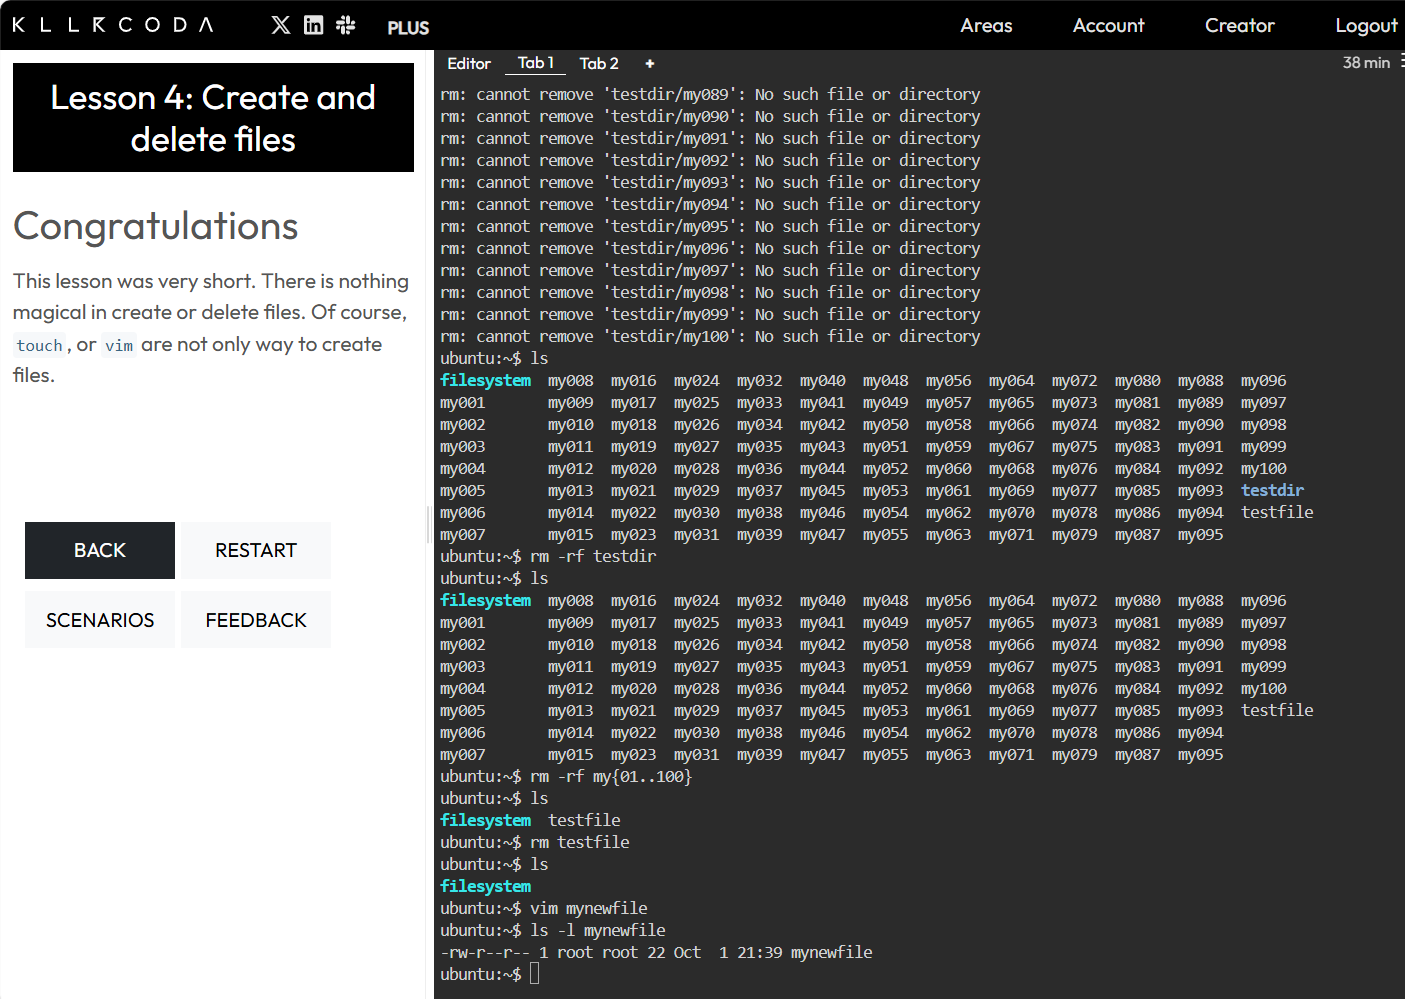 KLLRCODA PLUS Areas Account Creator Logout
Lesson 4: Create and
delete files
Congratulations
This lesson was very short. There is nothing
magical in create or delete files. Of course,
touch, or vim are not only way to create
files.
BACK RESTART
SCENARIOS FEEDBACK
Editor Tab 1 Tab 2 + 38 min
rm: cannot remove 'testdir/my089': No such file or directory
rm: cannot remove 'testdir/my090': No such file or directory
rm: cannot remove 'testdir/my091': No such file or directory
rm: cannot remove 'testdir/my092': No such file or directory
rm: cannot remove 'testdir/my093': No such file or directory
rm: cannot remove 'testdir/my094': No such file or directory
rm: cannot remove 'testdir/my095': No such file or directory
rm: cannot remove 'testdir/my096': No such file or directory
rm: cannot remove 'testdir/my097': No such file or directory
rm: cannot remove 'testdir/my098': No such file or directory
rm: cannot remove 'testdir/my099': No such file or directory
rm: cannot remove 'testdir/my100': No such file or directory
ubuntu:~$ ls
filesystem my008 my016 my024 my032 my040 my048 my056 my064 my072 my080 my088 my096
my001 my009 my017 my025 my033 my041 my049 my057 my065 my073 my081 my089 my097
my002 my010 my018 my026 my034 my042 my050 my058 my066 my074 my082 my090 my098
my003 my011 my019 my027 my035 my043 my051 my059 my067 my075 my083 my091 my099
my004 my012 my020 my028 my036 my044 my052 my060 my068 my076 my084 my092 my100
my005 my013 my021 my029 my037 my045 my053 my061 my069 my077 my085 my093 testdir
my006 my014 my022 my030 my038 my046 my054 my062 my070 my078 my086 my094 testfile
my007 my015 my023 my031 my039 my047 my055 my063 my071 my079 my087 my095
ubuntu:~$ rm -rf testdir
ubuntu:~$ ls
filesystem my008 my016 my024 my032 my040 my048 my056 my064 my072 my080 my088 my096
my001 my009 my017 my025 my033 my041 my049 my057 my065 my073 my081 my089 my097
my002 my010 my018 my026 my034 my042 my050 my058 my066 my074 my082 my090 my098
my003 my011 my019 my027 my035 my043 my051 my059 my067 my075 my083 my091 my099
my004 my012 my020 my028 my036 my044 my052 my060 my068 my076 my084 my092 my100
my005 my013 my021 my029 my037 my045 my053 my061 my069 my077 my085 my093 testfile
my006 my014 my022 my030 my038 my046 my054 my062 my070 my078 my086 my094
my007 my015 my023 my031 my039 my047 my055 my063 my071 my079 my087 my095
ubuntu:~$ rm -rf my{01..100}
ubuntu:~$ ls
filesystem testfile
ubuntu:~$ rm testfile
ubuntu:~$ ls
filesystem
ubuntu:~$ vim mynewfile
ubuntu:~$ ls -l mynewfile
-rw-r--r-- 1 root root 22 Oct  1 21:39 mynewfile
ubuntu:~$